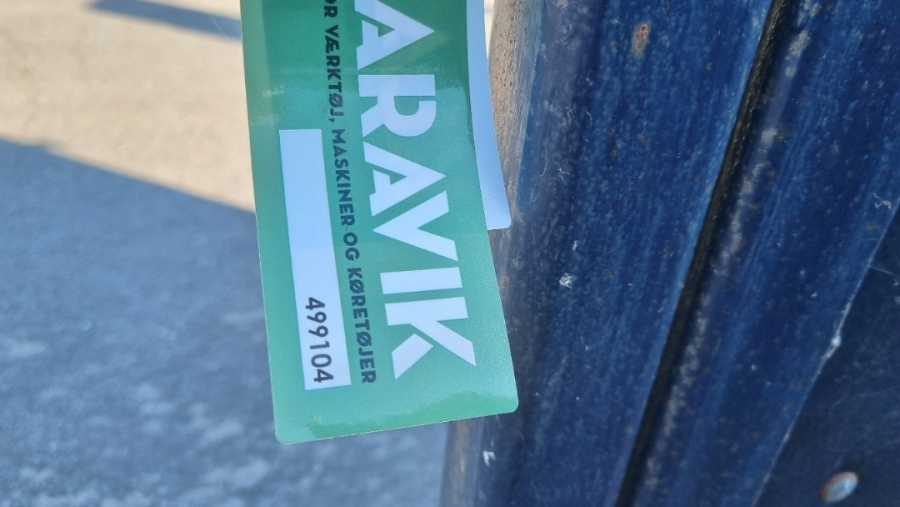 ARAVIK
VÆRKTØJ, MASKINER OG KØRETØJER
499104